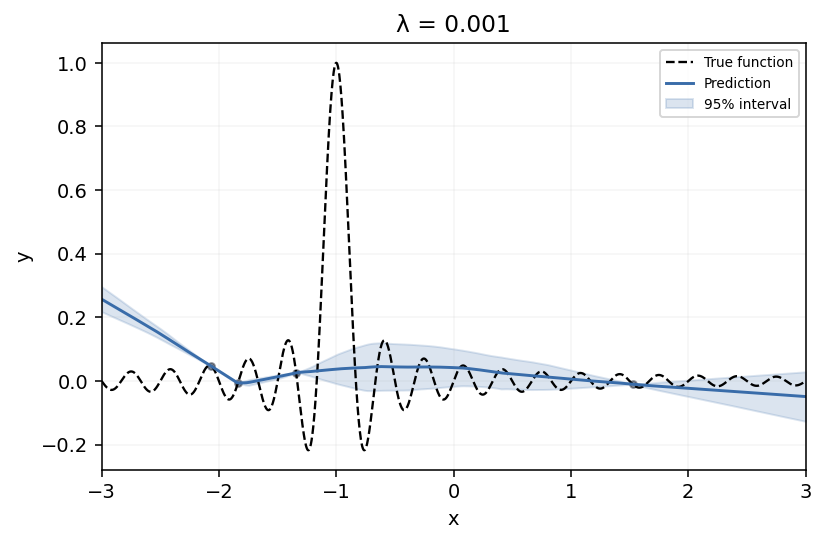 λ = 0.001
True function
Prediction
95% interval
1.0
0.8
0.6
0.4
0.2
0.0
−0.2
y
−3
−2
−1
0
1
2
3
x